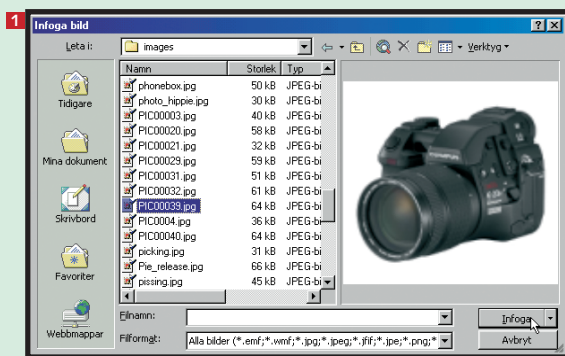 1
Infoga bild
Leta i: images Verktyg
Namn Storlek Typ
phonebox.jpg 50 kB JPEG-bi
photo_hippie.jpg 30 kB JPEG-bi
PIC00003.jpg 40 kB JPEG-bi
PIC00020.jpg 58 kB JPEG-bi
PIC00021.jpg 32 kB JPEG-bi
PIC00029.jpg 59 kB JPEG-bi
PIC00031.jpg 51 kB JPEG-bi
PIC00032.jpg 61 kB JPEG-bi
PIC00039.jpg 64 kB JPEG-bi
PIC0004.jpg 36 kB JPEG-bi
PIC00040.jpg 64 kB JPEG-bi
picking.jpg 31 kB JPEG-bi
Pie_release.jpg 66 kB JPEG-bi
pissing.jpg 45 kB JPEG-bi
Tidigare
Mina dokument
Skrivbord
Favoriter
Webbmappar
OLYMPUS
Filnamn:
Filformat: Alla bilder (*.emf;*.wmf;*.jpg;*.jpeg;*.jfif;*.jpe;*.png;*
Infoga
Avbryt